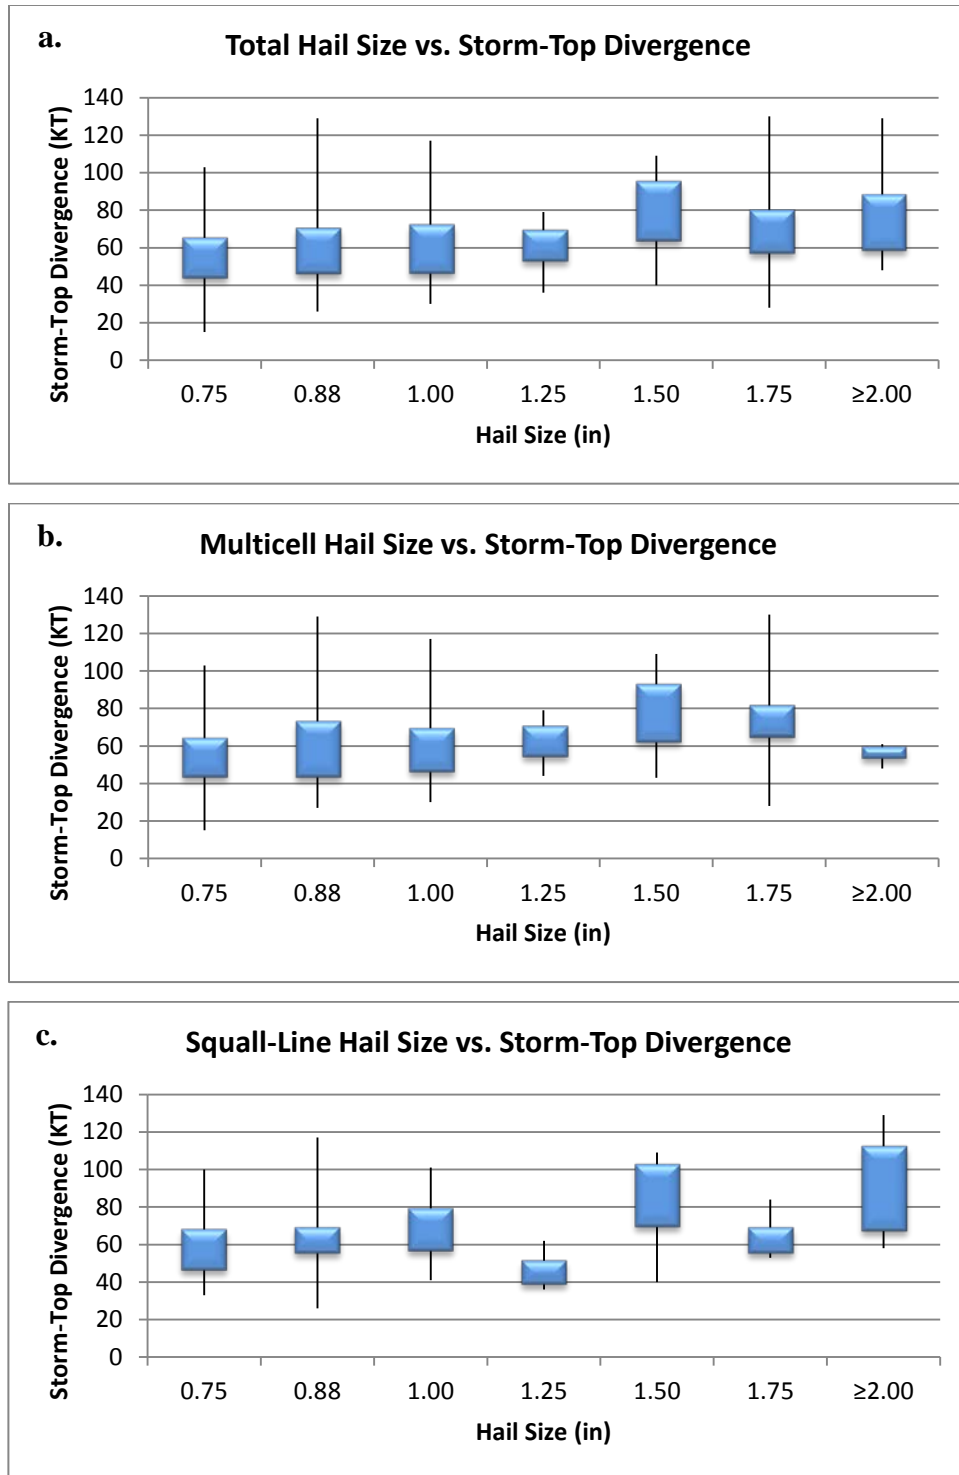 a.
Total Hail Size vs. Storm-Top Divergence
Storm-Top Divergence (KT)
140
120
100
80
60
40
20
0
0.75 0.88 1.00 1.25 1.50 1.75 ≥2.00
Hail Size (in)
b.
Multicell Hail Size vs. Storm-Top Divergence
Storm-Top Divergence (KT)
140
120
100
80
60
40
20
0
0.75 0.88 1.00 1.25 1.50 1.75 ≥2.00
Hail Size (in)
c.
Squall-Line Hail Size vs. Storm-Top Divergence
Storm-Top Divergence (KT)
140
120
100
80
60
40
20
0
0.75 0.88 1.00 1.25 1.50 1.75 ≥2.00
Hail Size (in)